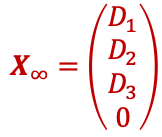 X∞ = (D1
D2
D3
0)